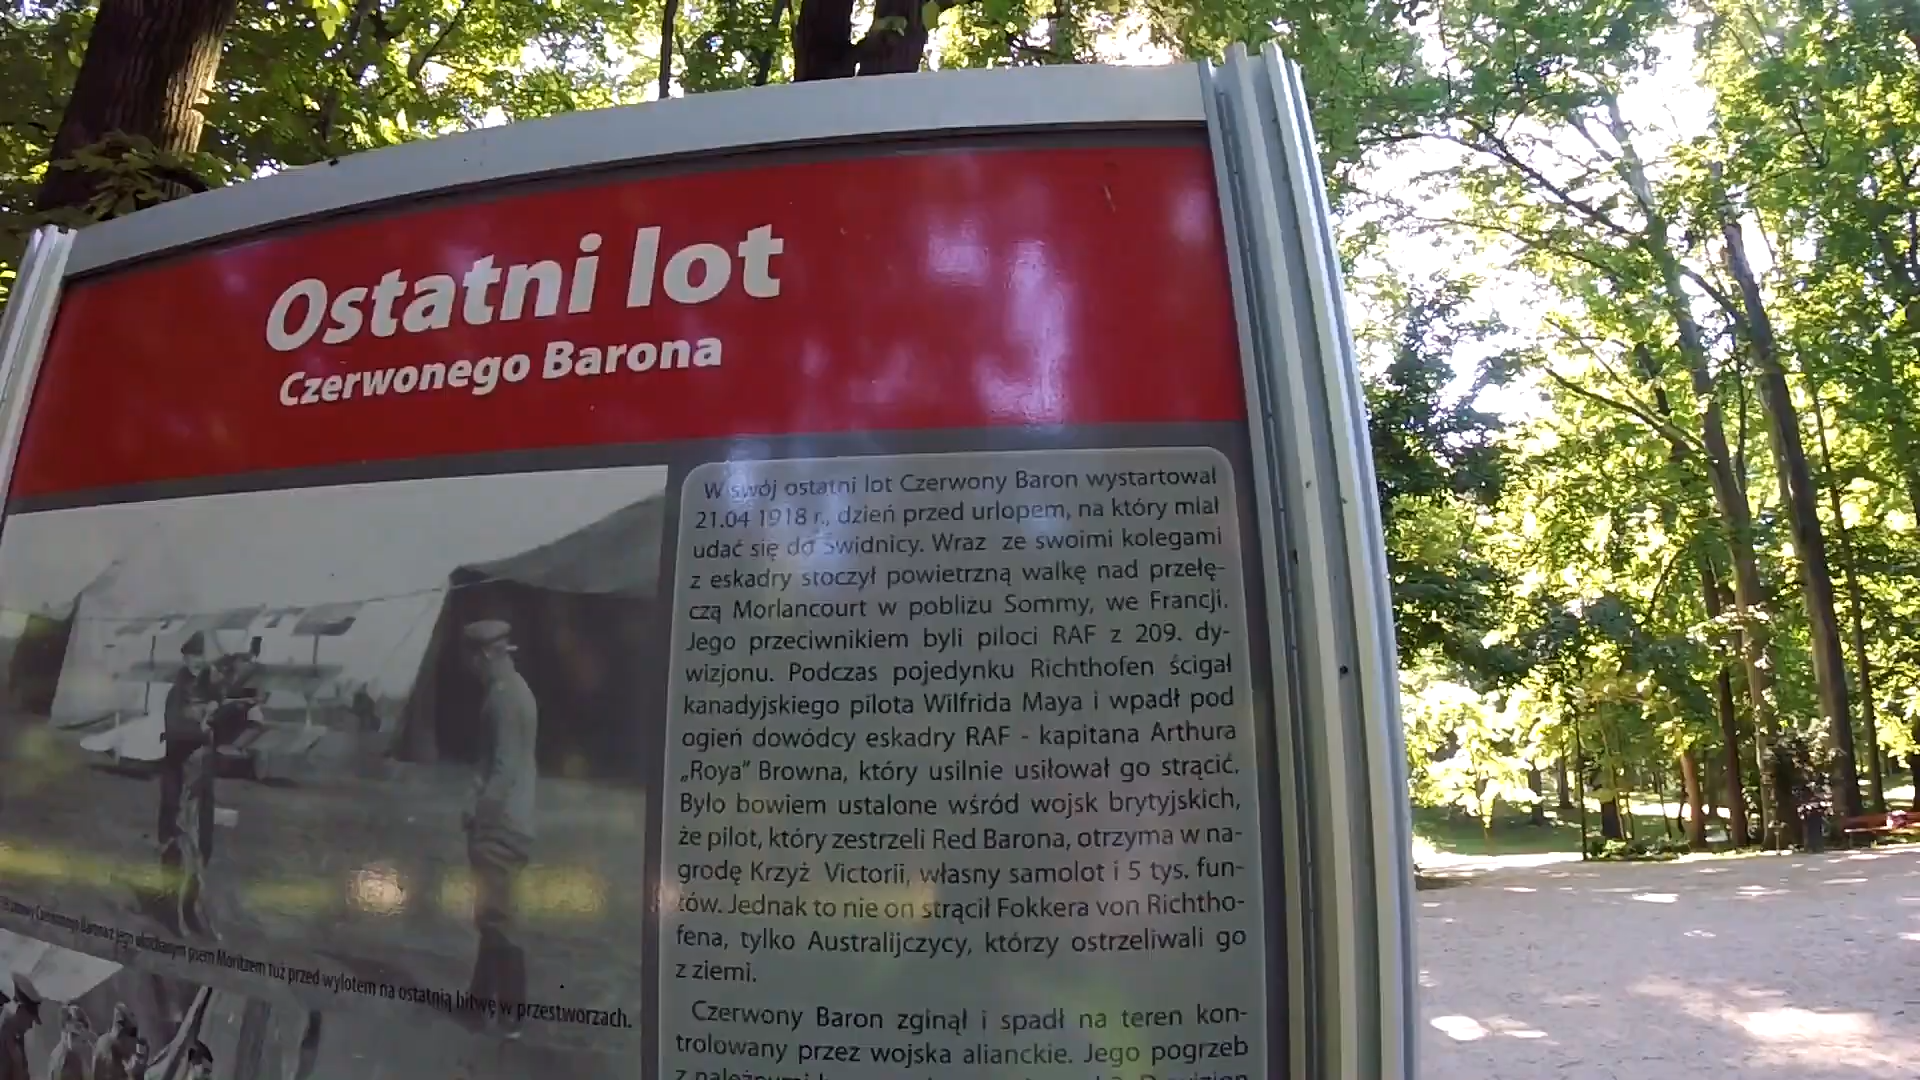 Ostatni lot
Czerwonego Barona
W swój ostatni lot Czerwony Baron wystartował
21.04 1918 r., dzień przed urlopem, na który miał
udać się do Świdnicy. Wraz ze swoimi kolegami
z eskadry stoczył powietrzną walkę nad przełę-
czą Morlancourt w pobliżu Sommy, we Francji.
Jego przeciwnikiem byli piloci RAF z 209. dy-
wizjonu. Podczas pojedynku Richthofen ścigał
kanadyjskiego pilota Wilfrida Maya i wpadł pod
ogień dowódcy eskadry RAF - kapitana Arthura
„Roya” Browna, który usilnie usiłował go strącić.
Było bowiem ustalone wśród wojsk brytyjskich,
że pilot, który zestrzeli Red Barona, otrzyma w na-
grodę Krzyż Victorii, własny samolot i 5 tys. fun-
tów. Jednak to nie on strącił Fokkera von Richtho-
fena, tylko Australijczycy, którzy ostrzeliwali go
z ziemi.
Czerwony Baron zginął i spadł na teren kon-
trolowany przez wojska alianckie. Jego pogrzeb
Czerwonego Barona z jego ukochanym psem Moritzem tuż przed wylotem na ostatnią bitwę w przestworzach.